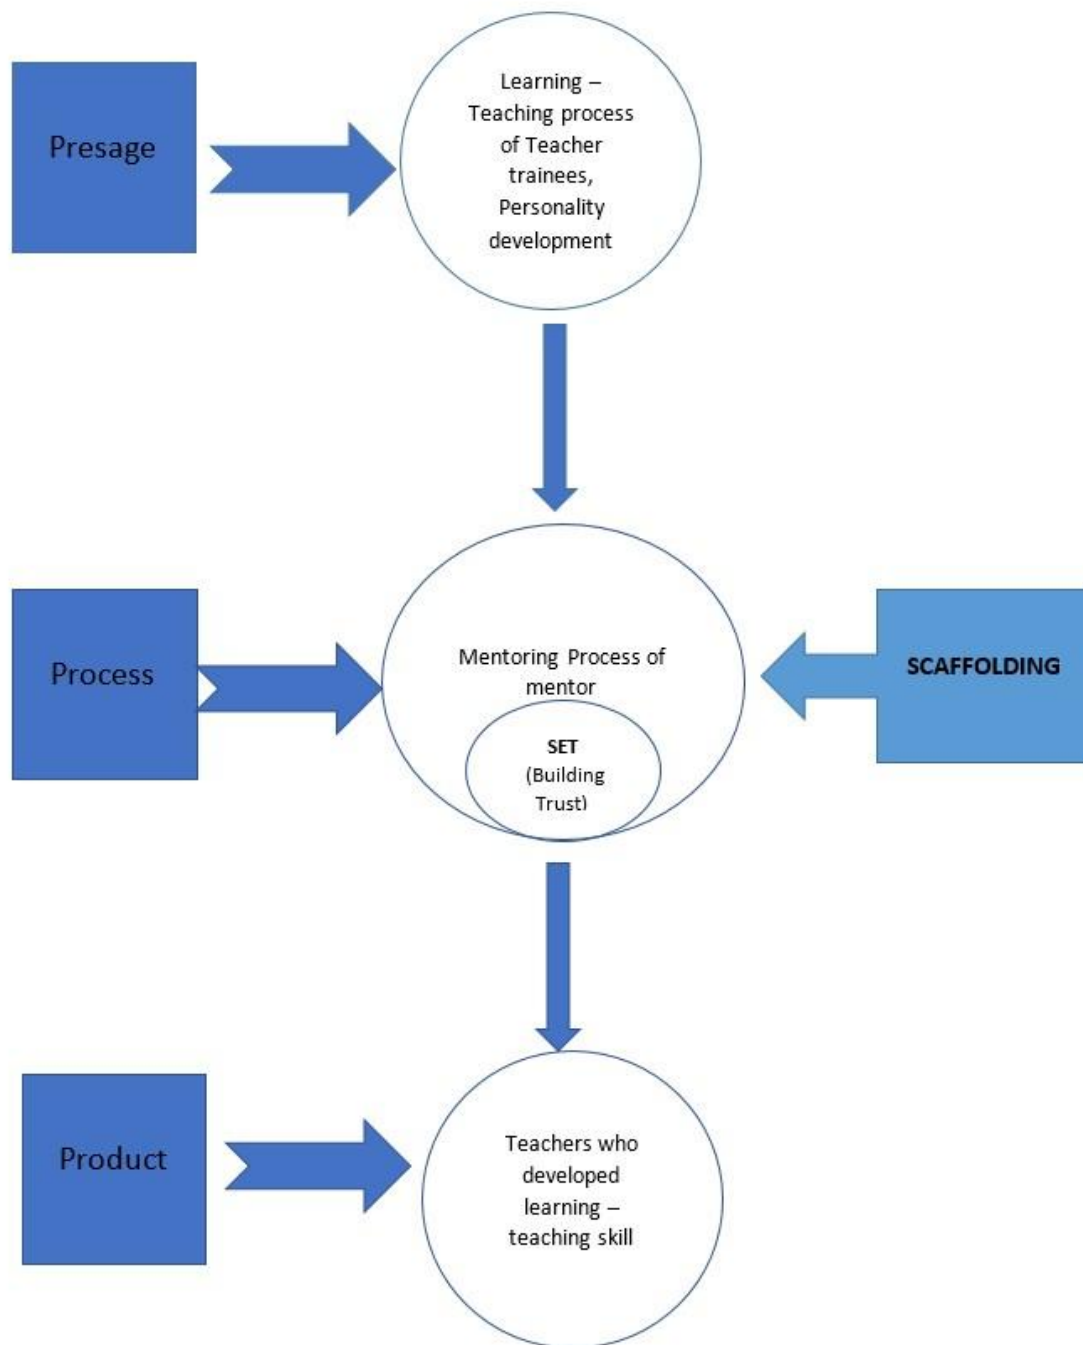 Presage
Learning –
Teaching process
of Teacher
trainees,
Personality
development
Process
Mentoring Process of
mentor
SET
(Building
Trust)
SCAFFOLDING
Product
Teachers who
developed
learning –
teaching skill